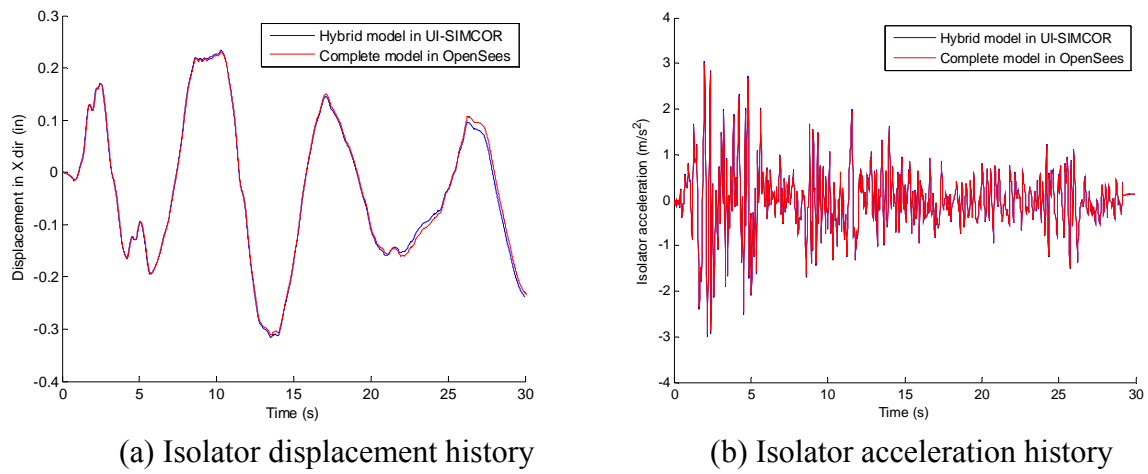 0.3
0.2
0.1
0
-0.1
-0.2
-0.3
-0.4
Displacement in X dir (in)
0 5 10 15 20 25 30
Time (s)
Hybrid model in UI-SIMCOR
Complete model in OpenSees
(a) Isolator displacement history
4
3
2
1
0
-1
-2
-3
-4
Isolator acceleration (m/s²)
0 5 10 15 20 25 30
Time (s)
Hybrid model in UI-SIMCOR
Complete model in OpenSees
(b) Isolator acceleration history